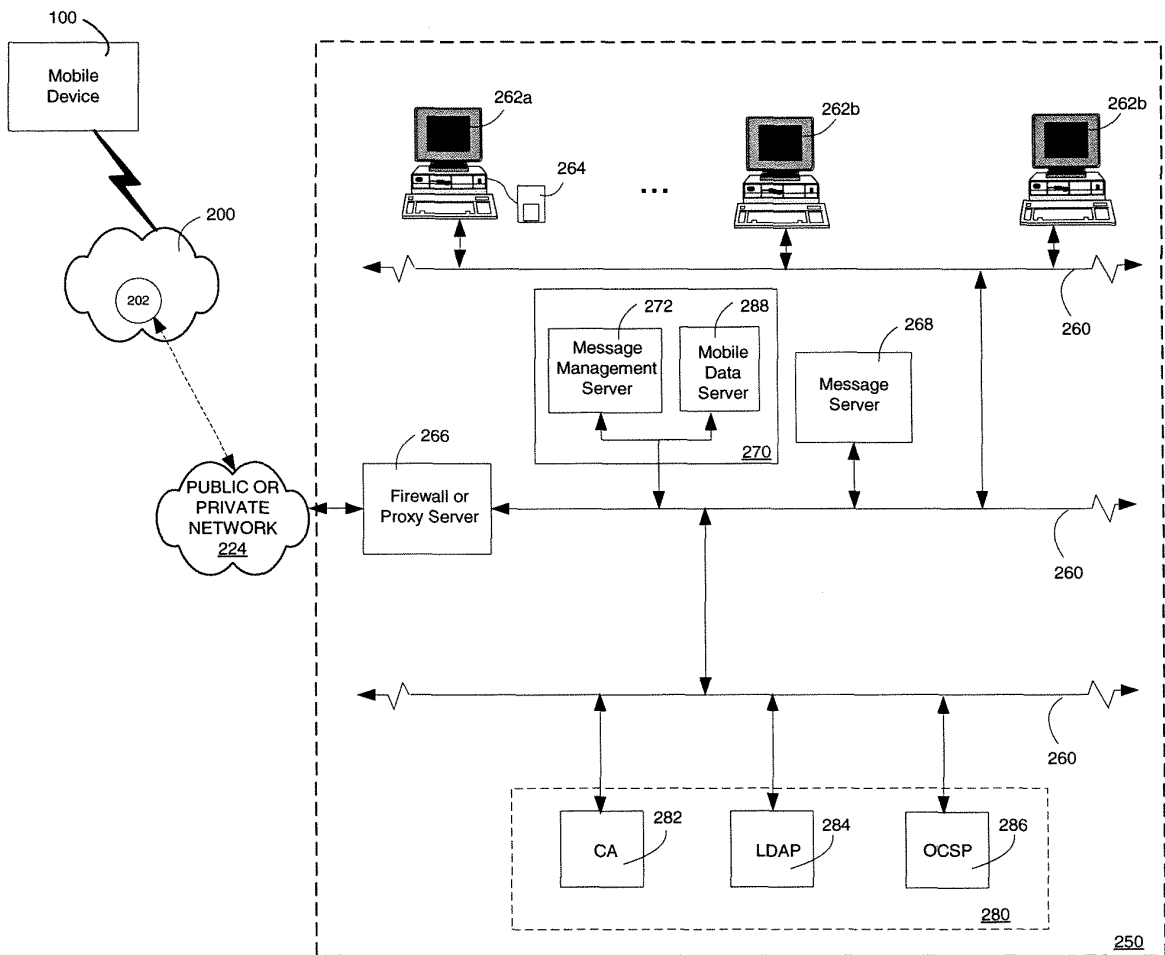 100
Mobile
Device
262a
262b
262b
264
...
200
202
260
272
288
268
Message
Management
Server
Mobile
Data
Server
Message
Server
270
266
PUBLIC OR
PRIVATE
NETWORK
224
Firewall or
Proxy Server
260
260
282
284
286
CA
LDAP
OCSP
280
250